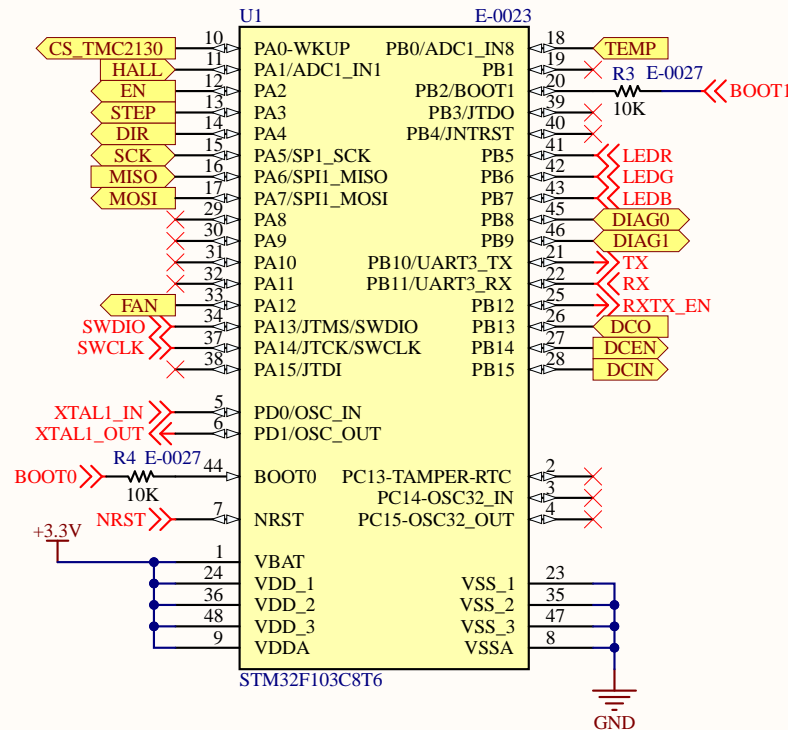 U1 E-0023
CS_TMC2130 10 PA0-WKUP PB0/ADC1_IN8 18 TEMP
HALL 11 PA1/ADC1_IN1 PB1 19
EN 12 PA2 PB2/BOOT1 20 R3 E-0027 10K BOOT1
STEP 13 PA3 PB3/JTDO 39
DIR 14 PA4 PB4/JNTRST 40
SCK 15 PA5/SP1_SCK PB5 41 LEDR
MISO 16 PA6/SPI1_MISO PB6 42 LEDG
MOSI 17 PA7/SPI1_MOSI PB7 43 LEDB
29 PA8 PB8 45 DIAG0
30 PA9 PB9 46 DIAG1
31 PA10 PB10/UART3_TX 21 TX
32 PA11 PB11/UART3_RX 22 RX
FAN 33 PA12 PB12 25 RXTX_EN
SWDIO 34 PA13/JTMS/SWDIO PB13 26 DCO
SWCLK 37 PA14/JTCK/SWCLK PB14 27 DCEN
38 PA15/JTDI PB15 28 DCIN
XTAL1_IN 5 PD0/OSC_IN
XTAL1_OUT 6 PD1/OSC_OUT
R4 E-0027
BOOT0 10K 44 BOOT0 PC13-TAMPER-RTC 2
PC14-OSC32_IN 3
NRST 7 NRST PC15-OSC32_OUT 4
+3.3V
1 VBAT
24 VDD_1 VSS_1 23
36 VDD_2 VSS_2 35
48 VDD_3 VSS_3 47
9 VDDA VSSA 8
STM32F103C8T6
GND